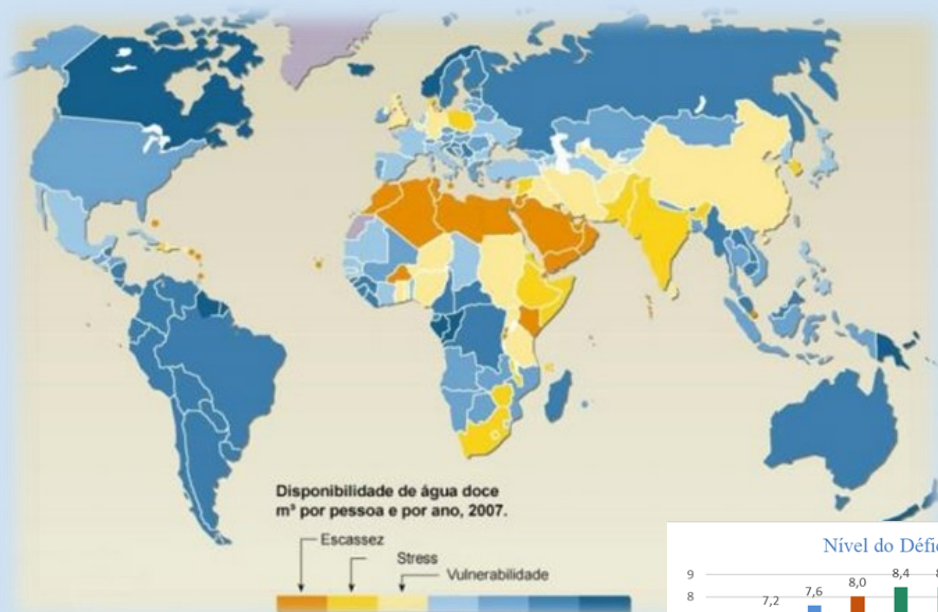 Disponibilidade de água doce
m³ por pessoa e por ano, 2007.
Escassez
Stress
Vulnerabilidade
Nível do
9
8
7,2
7,6
8,0
8,4